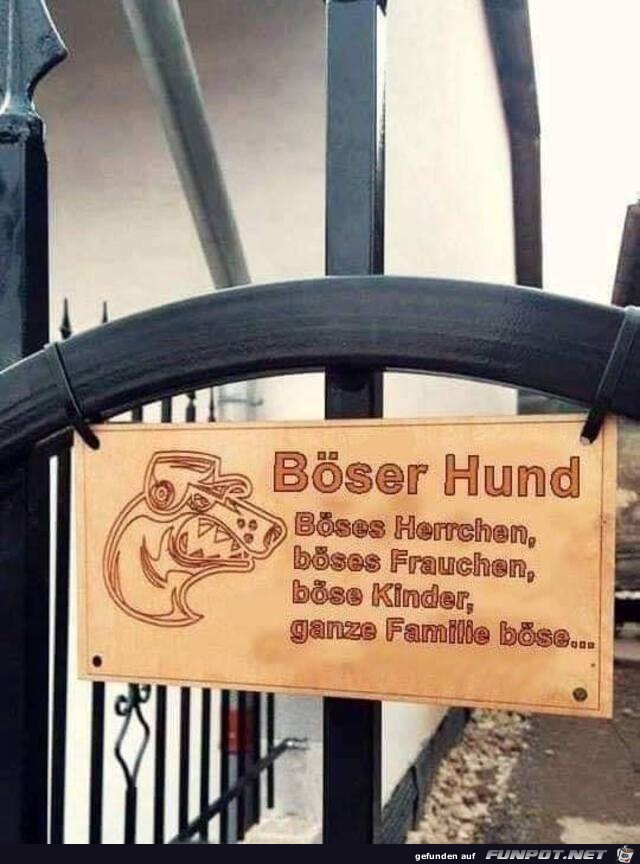 Böser Hund
Böses Herrchen,
böses Frauchen,
böse Kinder,
ganze Familie böse...
gefunden auf FUNPOT.NET